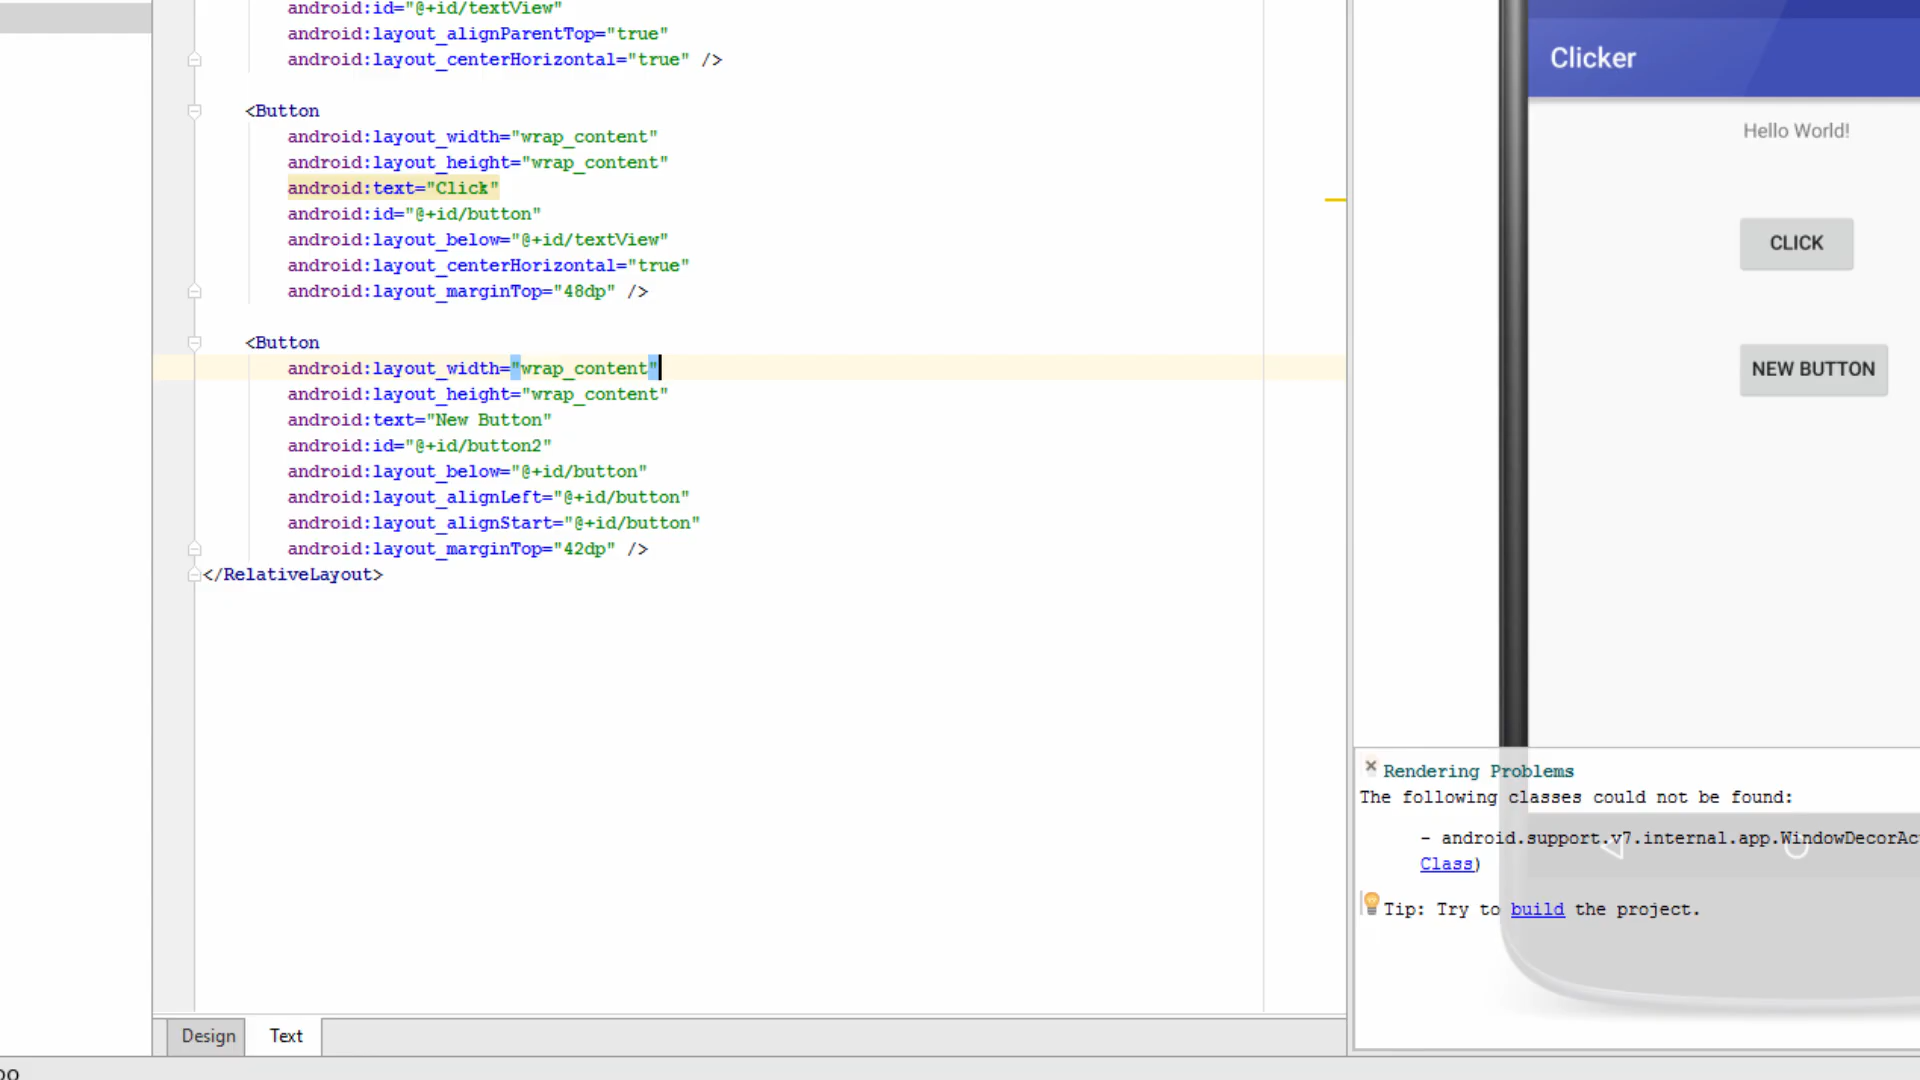 android:id="@+id/textView"
android:layout_alignParentTop="true"
android:layout_centerHorizontal="true" />
<Button
android:layout_width="wrap_content"
android:layout_height="wrap_content"
android:text="Click"
android:id="@+id/button"
android:layout_below="@+id/textView"
android:layout_centerHorizontal="true"
android:layout_marginTop="48dp" />
<Button
android:layout_width="wrap_content"
android:layout_height="wrap_content"
android:text="New Button"
android:id="@+id/button2"
android:layout_below="@+id/button"
android:layout_alignLeft="@+id/button"
android:layout_alignStart="@+id/button"
android:layout_marginTop="42dp" />
</RelativeLayout>
Design Text
Clicker
Hello World!
CLICK
NEW BUTTON
Rendering Problems
The following classes could not be found:
- android.support.v7.internal.app.WindowDecorAc
Class)
Tip: Try to build the project.